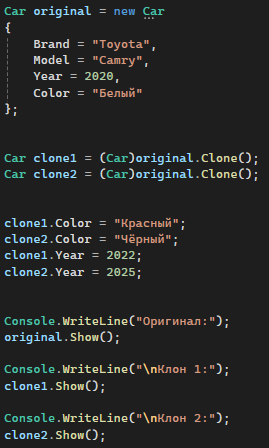 Car original = new Car
{
    Brand = "Toyota",
    Model = "Camry",
    Year = 2020,
    Color = "Белый"
};
Car clone1 = (Car)original.Clone();
Car clone2 = (Car)original.Clone();
clone1.Color = "Красный";
clone2.Color = "Чёрный";
clone1.Year = 2022;
clone2.Year = 2025;
Console.WriteLine("Оригинал:");
original.Show();
Console.WriteLine("\nКлон 1:");
clone1.Show();
Console.WriteLine("\nКлон 2:");
clone2.Show();